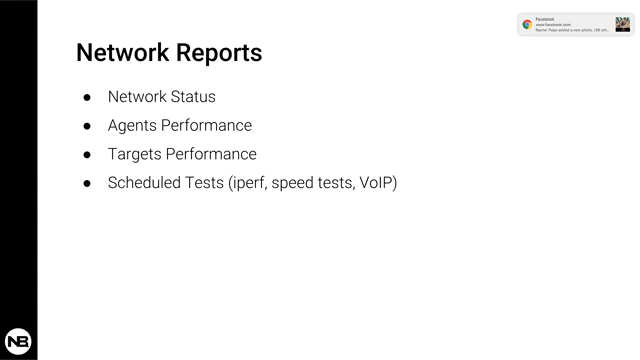 Facebook
www.facebook.com
Network Reports
● Network Status
● Agents Performance
● Targets Performance
● Scheduled Tests (iperf, speed tests, VoIP)
NB